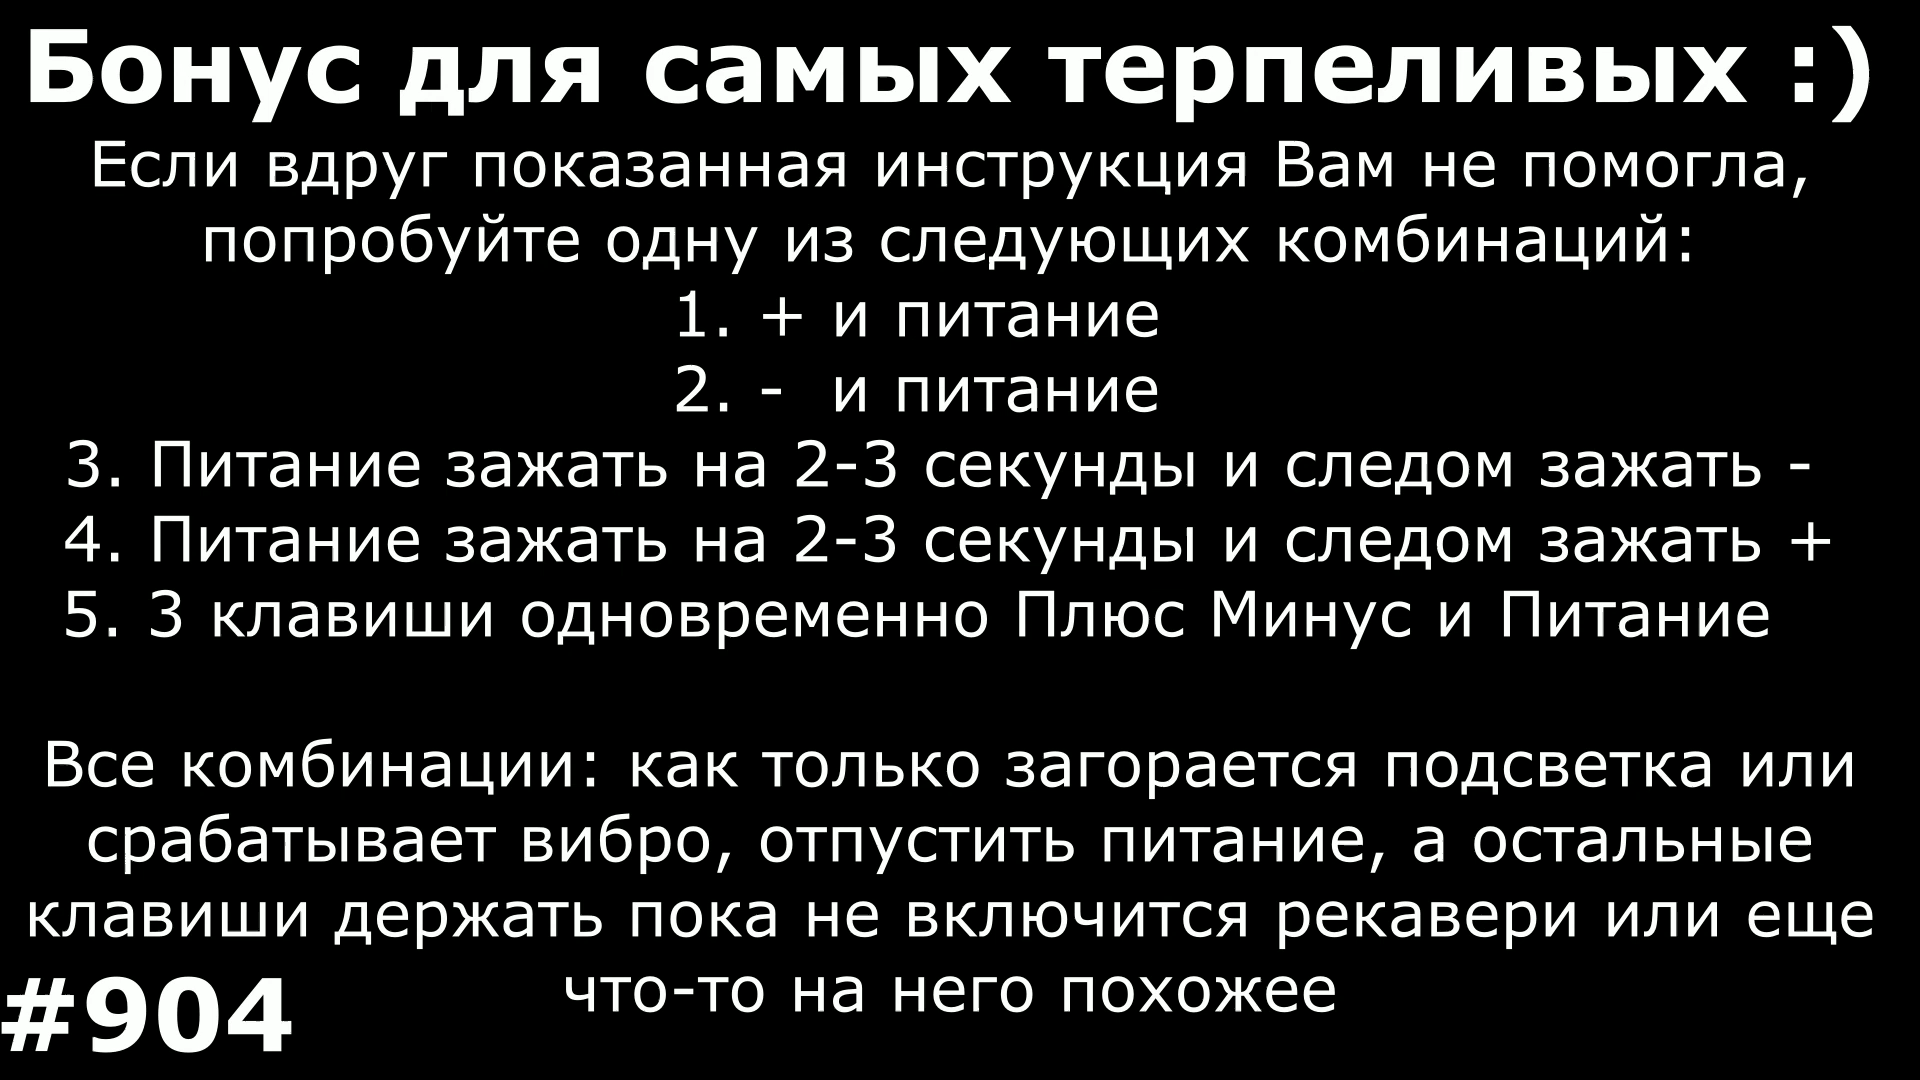 Бонус для самых терпеливых :)
Если вдруг показанная инструкция Вам не помогла,
попробуйте одну из следующих комбинаций:
1. + и питание
2. -  и питание
3. Питание зажать на 2-3 секунды и следом зажать -
4. Питание зажать на 2-3 секунды и следом зажать +
5. 3 клавиши одновременно Плюс Минус и Питание
Все комбинации: как только загорается подсветка или
срабатывает вибро, отпустить питание, а остальные
клавиши держать пока не включится рекавери или еще
что-то на него похожее
#904